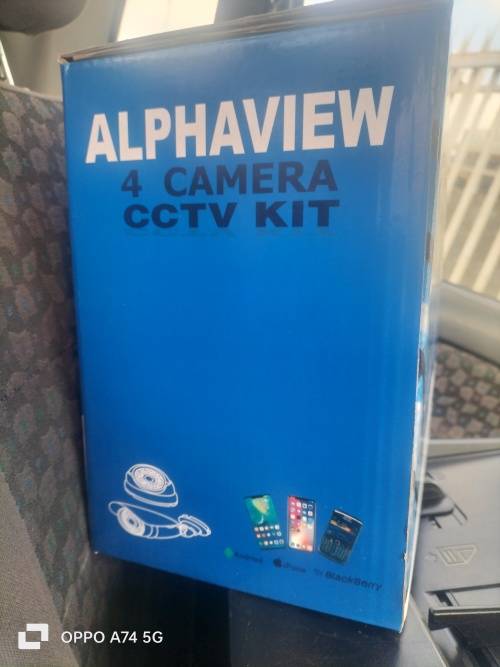 ALPHAVIEW
4 CAMERA
CCTV KIT
Android iPhone BlackBerry
OPPO A74 5G